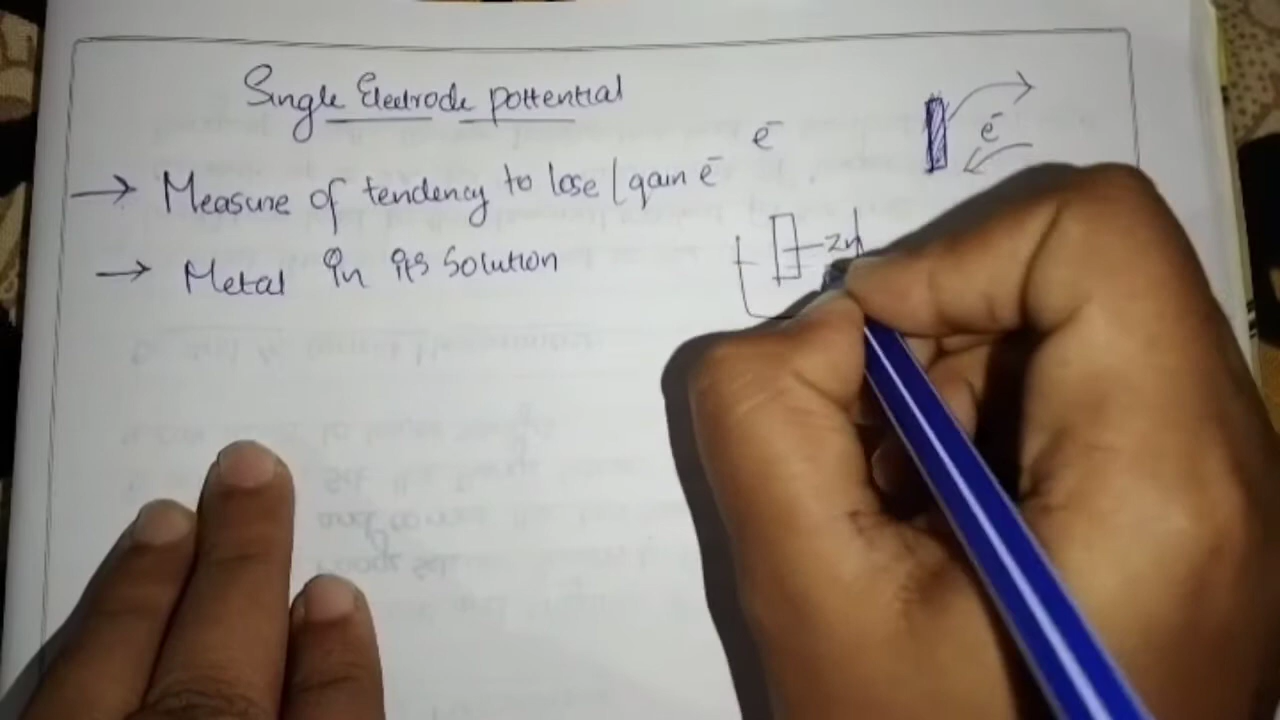 Single Electrode pottential
e⁻
e⁻
→ Measure of tendency to lose / gain e⁻
Zn
→ Metal in its solution